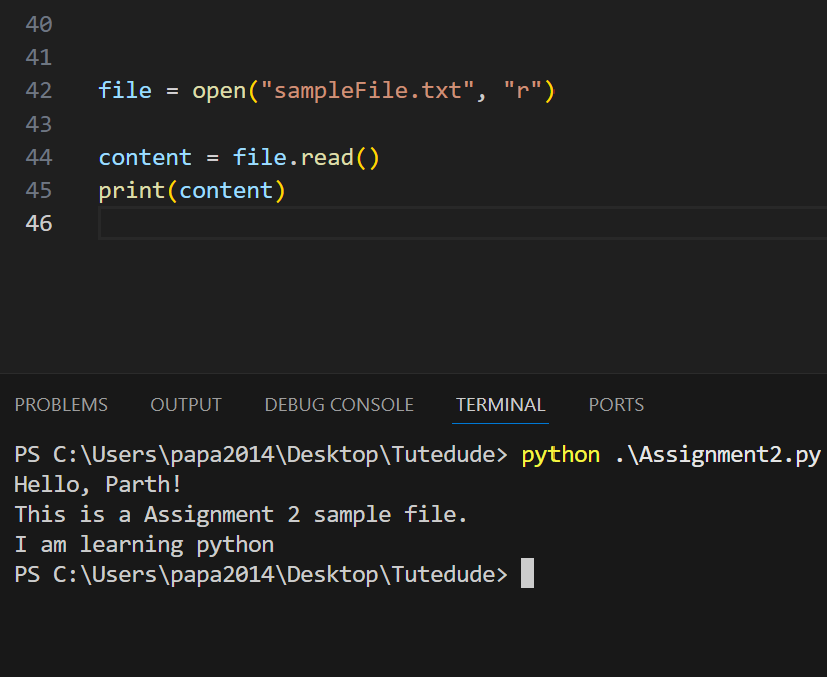 40
41
42 file = open("sampleFile.txt", "r")
43
44 content = file.read()
45 print(content)
46
PROBLEMS OUTPUT DEBUG CONSOLE TERMINAL PORTS
PS C:\Users\papa2014\Desktop\Tutedude> python .\Assignment2.py
Hello, Parth!
This is a Assignment 2 sample file.
I am learning python
PS C:\Users\papa2014\Desktop\Tutedude>